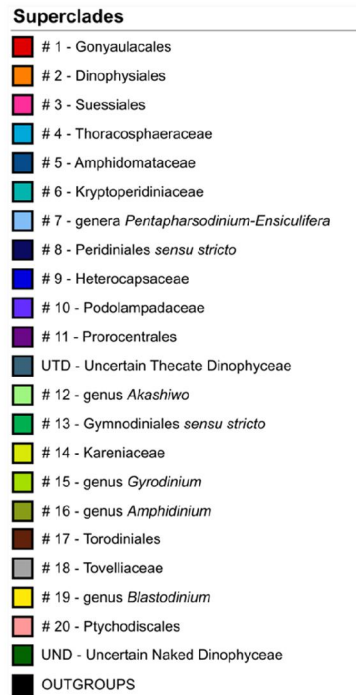 Superclades
# 1 - Gonyaulacales
# 2 - Dinophysiales
# 3 - Suessiales
# 4 - Thoracosphaeraceae
# 5 - Amphidomataceae
# 6 - Kryptoperidiniaceae
# 7 - genera Pentapharsodinium-Ensiculifera
# 8 - Peridiniales sensu stricto
# 9 - Heterocapsaceae
# 10 - Podolampadaceae
# 11 - Prorocentrales
UTD - Uncertain Thecate Dinophyceae
# 12 - genus Akashiwo
# 13 - Gymnodiniales sensu stricto
# 14 - Kareniaceae
# 15 - genus Gyrodinium
# 16 - genus Amphidinium
# 17 - Torodiniales
# 18 - Tovelliaceae
# 19 - genus Blastodinium
# 20 - Ptychodiscales
UND - Uncertain Naked Dinophyceae
OUTGROUPS